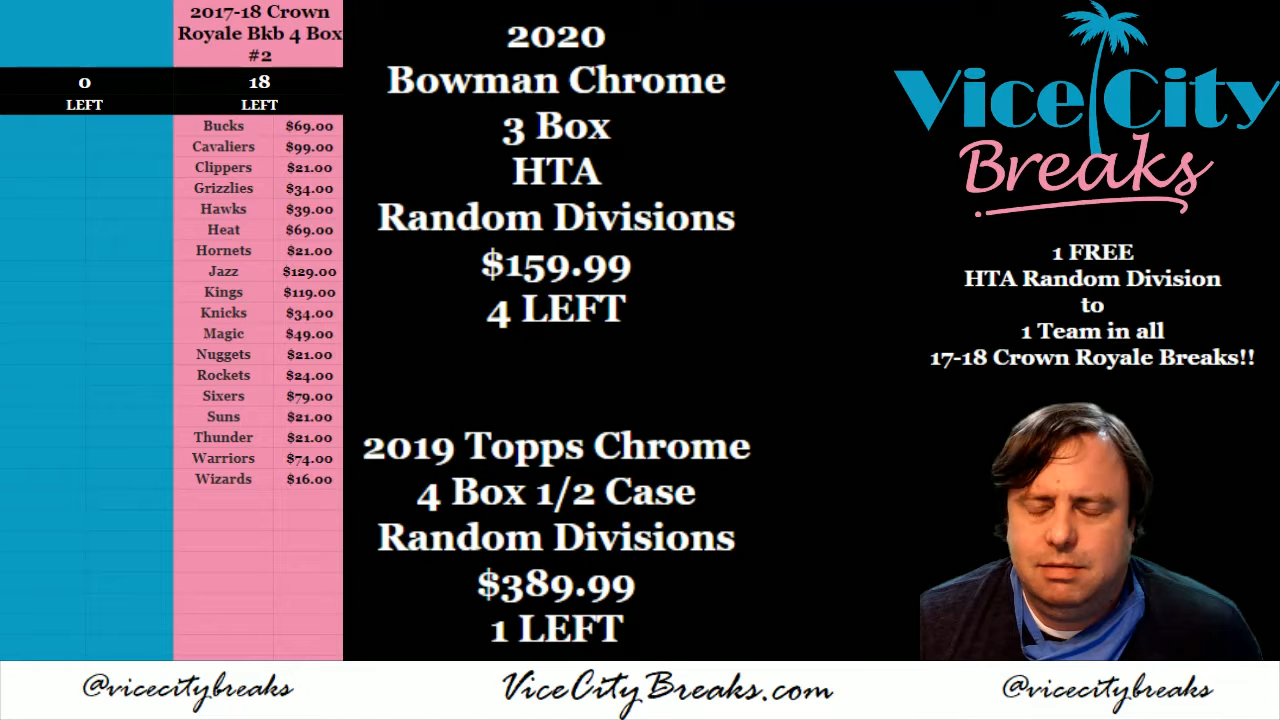 2017-18 Crown
Royale Bkb 4 Box
#2
0
18
LEFT
LEFT
Bucks $69.00
Cavaliers $99.00
Clippers $21.00
Grizzlies $34.00
Hawks $39.00
Heat $69.00
Hornets $21.00
Jazz $129.00
Kings $119.00
Knicks $34.00
Magic $49.00
Nuggets $21.00
Rockets $24.00
Sixers $79.00
Suns $21.00
Thunder $21.00
Warriors $74.00
Wizards $16.00
2020
Bowman Chrome
3 Box
HTA
Random Divisions
$159.99
4 LEFT
2019 Topps Chrome
4 Box 1/2 Case
Random Divisions
$389.99
1 LEFT
Vice City
Breaks
1 FREE
HTA Random Division
to
1 Team in all
17-18 Crown Royale Breaks!!
@vicecitybreaks
ViceCityBreaks.com
@vicecitybreaks